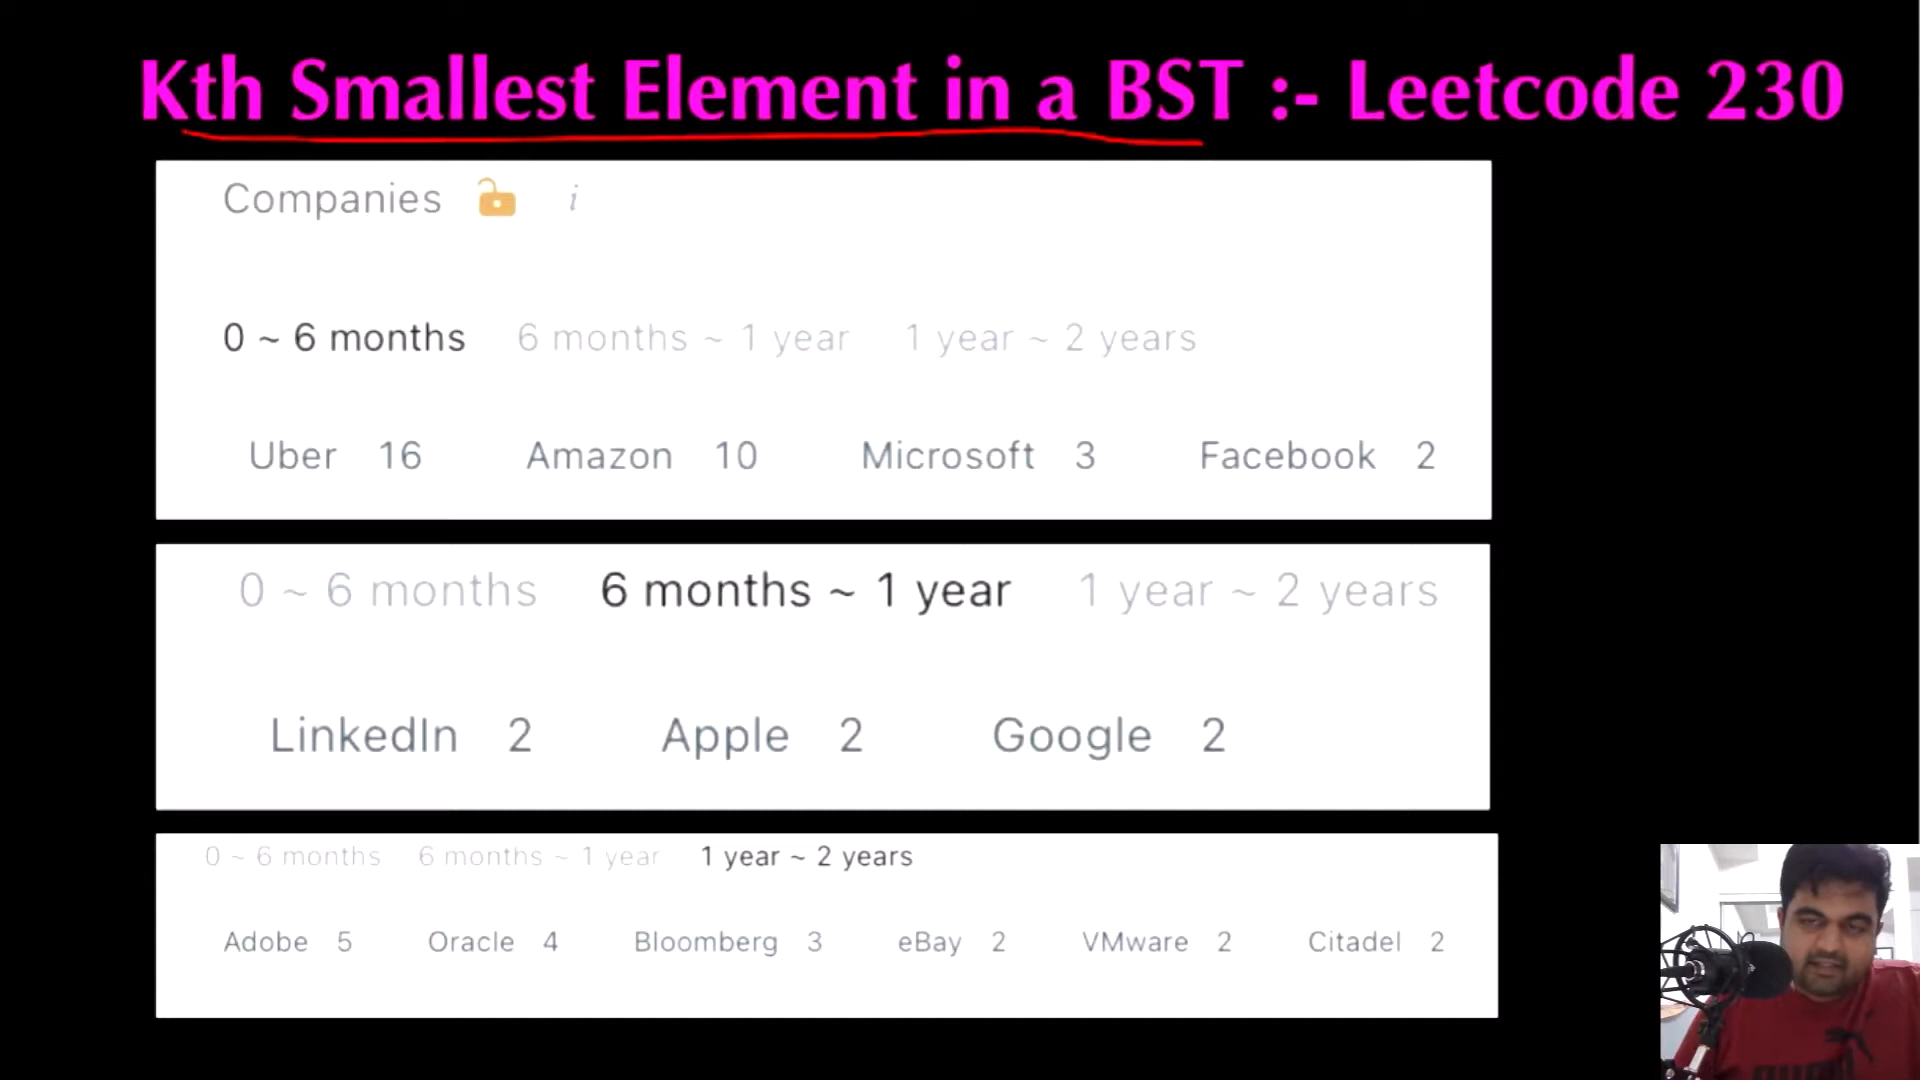 Kth Smallest Element in a BST :- Leetcode 230
Companies i
0 ~ 6 months 6 months ~ 1 year 1 year ~ 2 years
Uber 16 Amazon 10 Microsoft 3 Facebook 2
0 ~ 6 months 6 months ~ 1 year 1 year ~ 2 years
LinkedIn 2 Apple 2 Google 2
0 ~ 6 months 6 months ~ 1 year 1 year ~ 2 years
Adobe 5 Oracle 4 Bloomberg 3 eBay 2 VMware 2 Citadel 2